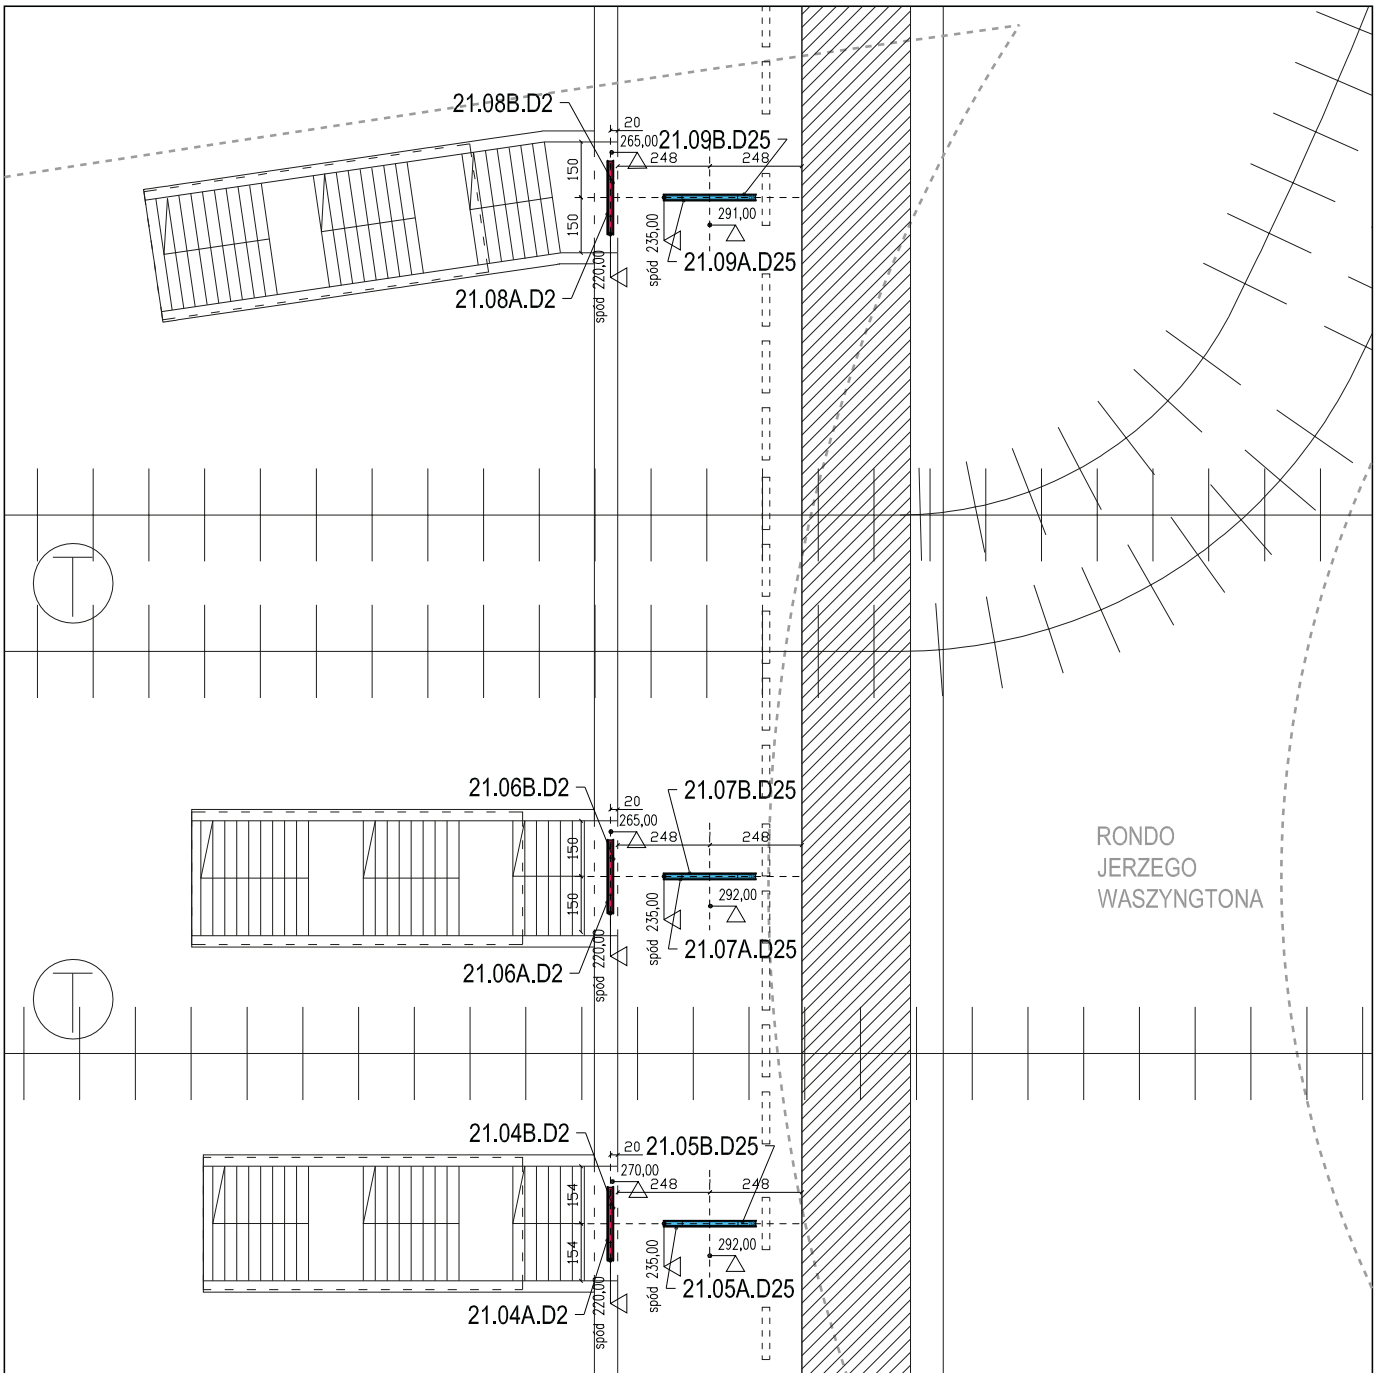 21.08B.D2
20
265,00
21.09B.D25
248
248
150
150
291,00
spód 235,00
21.09A.D25
spód 220,00
21.08A.D2
T
21.06B.D2
20
265,00
21.07B.D25
248
248
150
150
292,00
spód 235,00
21.07A.D25
spód 220,00
21.06A.D2
RONDO
JERZEGO
WASZYNGTONA
T
21.04B.D2
20
270,00
21.05B.D25
248
248
154
154
292,00
spód 235,00
21.05A.D25
spód 220,00
21.04A.D2